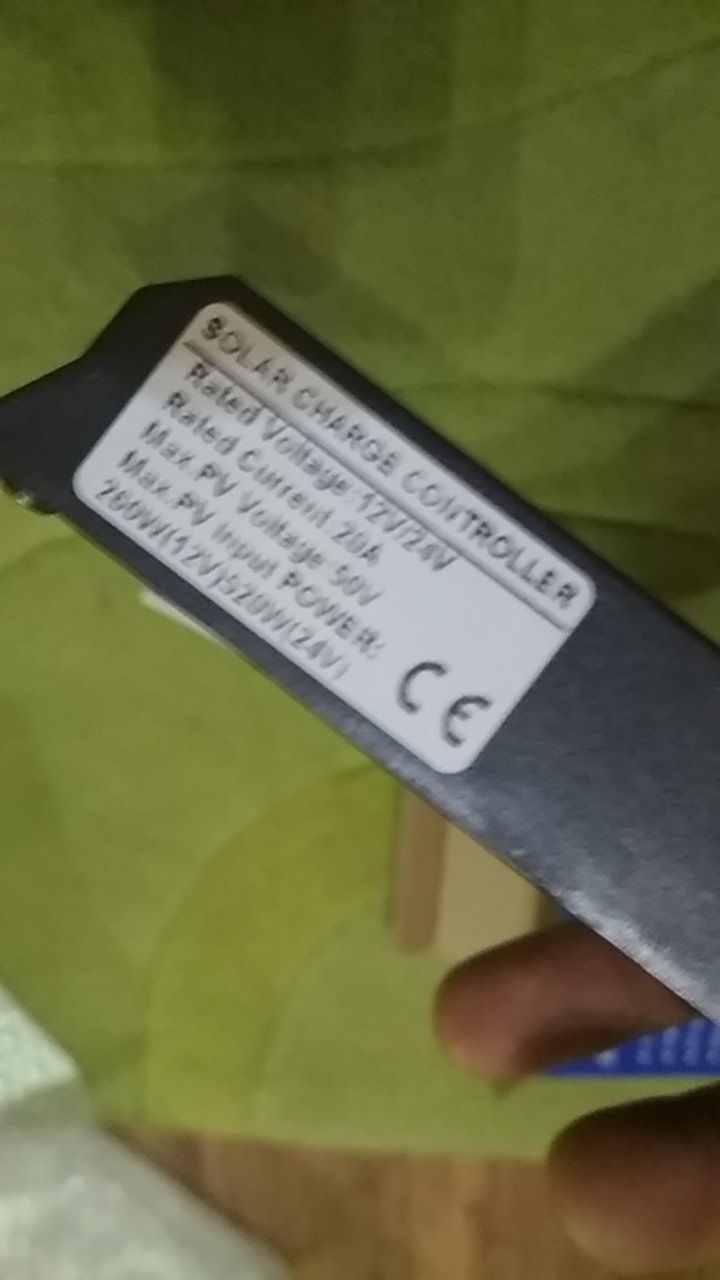 SOLAR CHARGE CONTROLLER
Rated Voltage:12V/24V
Rated Current:20A
Max.PV Voltage:50V
Max.PV Input POWER:
260W(12V)520W(24V)
CE